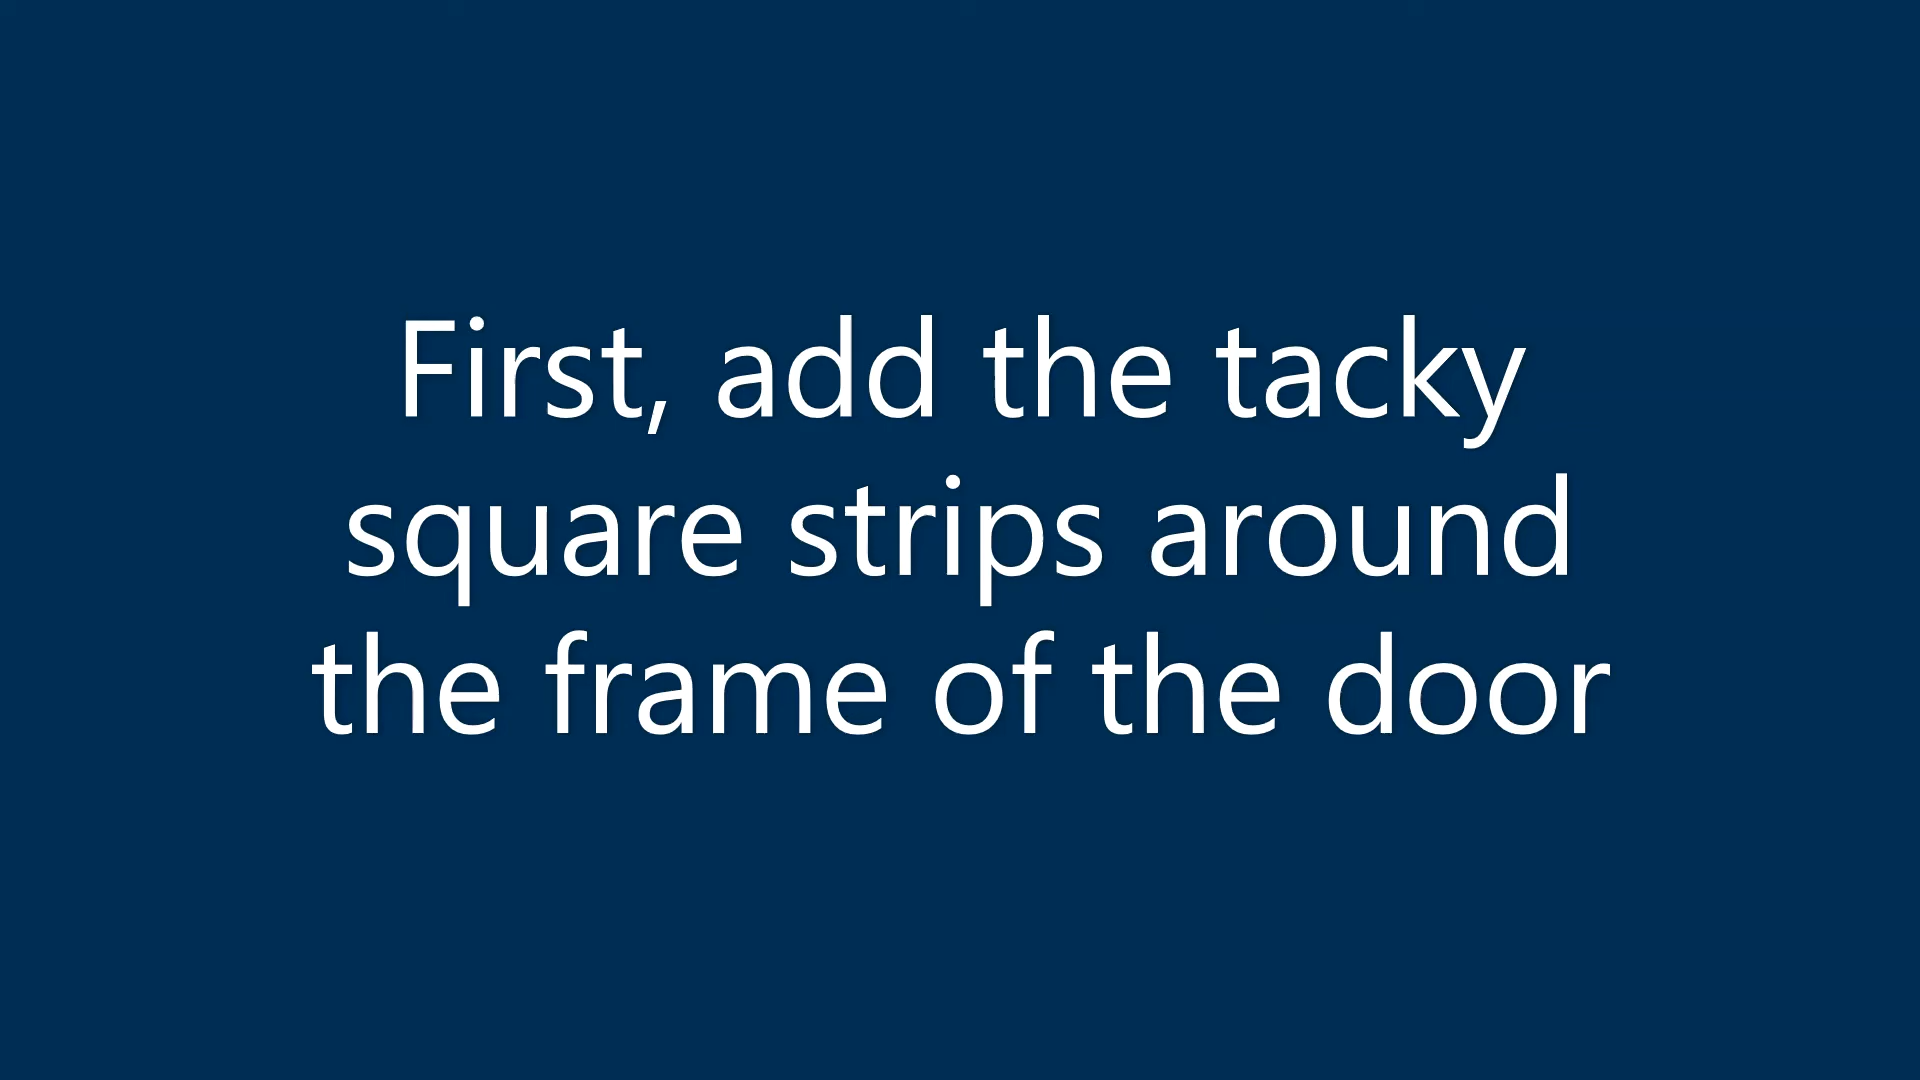 First, add the tacky
square strips around
the frame of the door